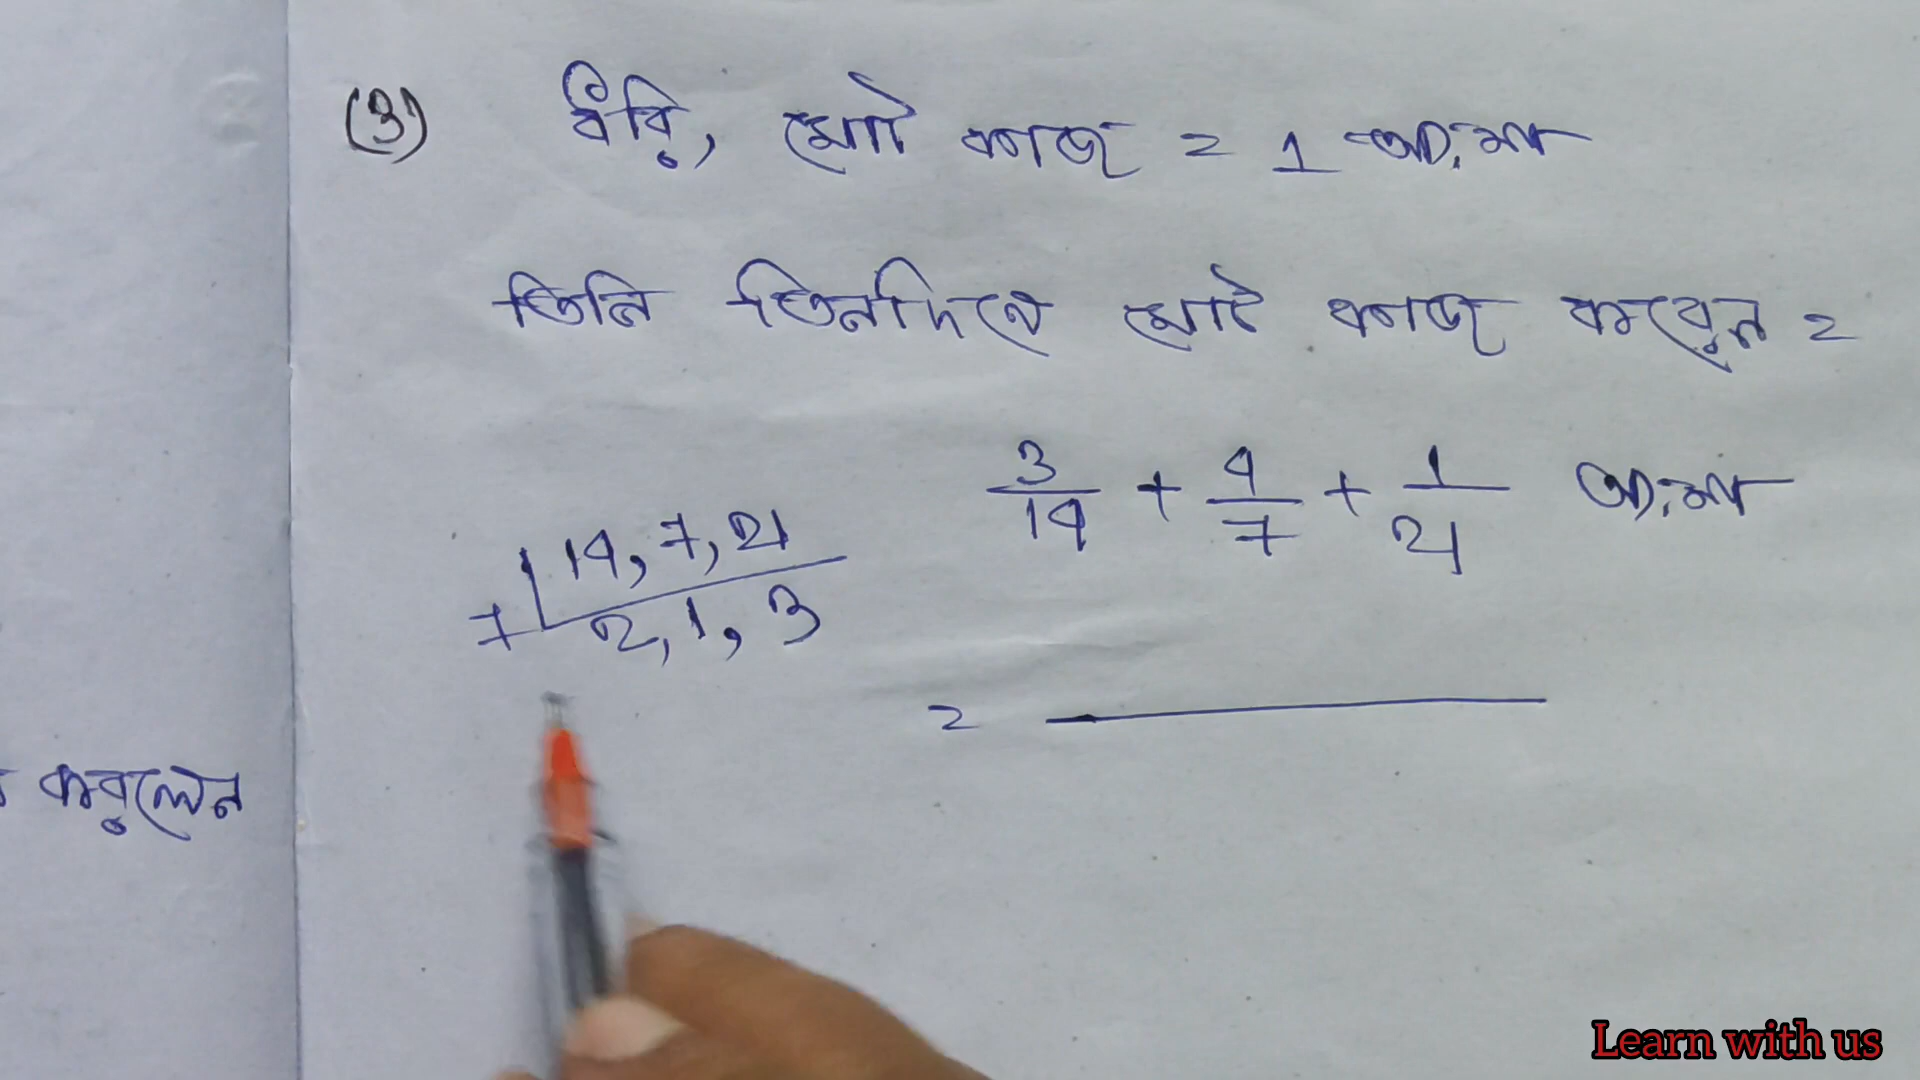 (3) ধরি, মোট কাজ = 1 অংশ
তিনি তিনদিনে মোট কাজ করেন =
3/14 + 4/7 + 1/21 অংশ
7 | 14, 7, 21
2, 1, 3
=
করলেন
Learn with us